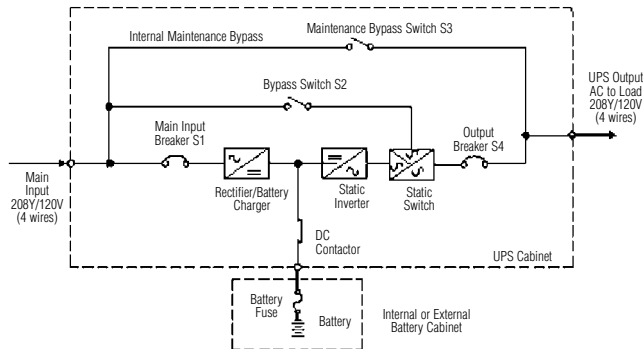 Internal Maintenance Bypass
Maintenance Bypass Switch S3
Bypass Switch S2
UPS Output
AC to Load
208Y/120V
(4 wires)
Main Input
Breaker S1
Output
Breaker S4
Main
Input
208Y/120V
(4 wires)
Rectifier/Battery
Charger
Static
Inverter
Static
Switch
DC
Contactor
UPS Cabinet
Battery
Fuse
Battery
Internal or External
Battery Cabinet